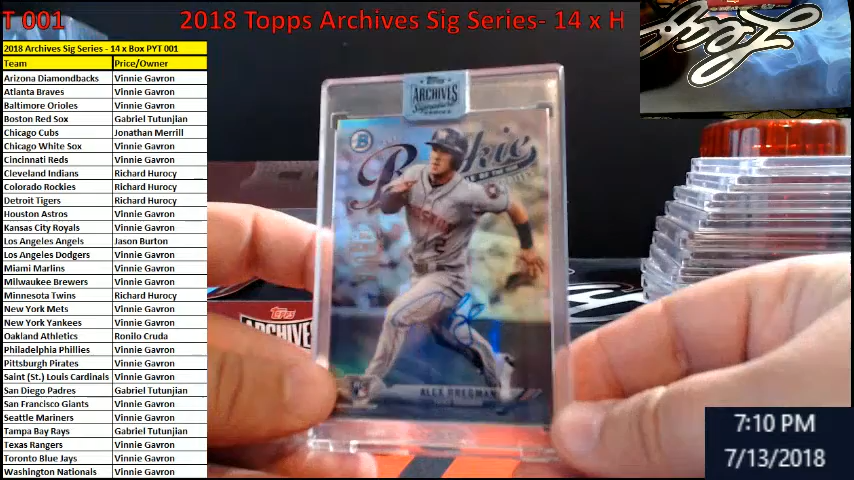 T 001 2018 Topps Archives Sig Series- 14 x H
2018 Archives Sig Series - 14 x Box PYT 001
Team Price/Owner
Arizona Diamondbacks Vinnie Gavron
Atlanta Braves Vinnie Gavron
Baltimore Orioles Vinnie Gavron
Boston Red Sox Gabriel Tutunjian
Chicago Cubs Jonathan Merrill
Chicago White Sox Vinnie Gavron
Cincinnati Reds Vinnie Gavron
Cleveland Indians Richard Hurocy
Colorado Rockies Richard Hurocy
Detroit Tigers Richard Hurocy
Houston Astros Vinnie Gavron
Kansas City Royals Vinnie Gavron
Los Angeles Angels Jason Burton
Los Angeles Dodgers Vinnie Gavron
Miami Marlins Vinnie Gavron
Milwaukee Brewers Vinnie Gavron
Minnesota Twins Richard Hurocy
New York Mets Vinnie Gavron
New York Yankees Vinnie Gavron
Oakland Athletics Ronilo Cruda
Philadelphia Phillies Vinnie Gavron
Pittsburgh Pirates Vinnie Gavron
Saint (St.) Louis Cardinals Vinnie Gavron
San Diego Padres Gabriel Tutunjian
San Francisco Giants Vinnie Gavron
Seattle Mariners Vinnie Gavron
Tampa Bay Rays Gabriel Tutunjian
Texas Rangers Vinnie Gavron
Toronto Blue Jays Vinnie Gavron
Washington Nationals Vinnie Gavron
Topps
ARCHIVES
Signature
SERIES
2
ALEX BREGMAN
Topps
ARCHIVES
Leaf
7:10 PM
7/13/2018